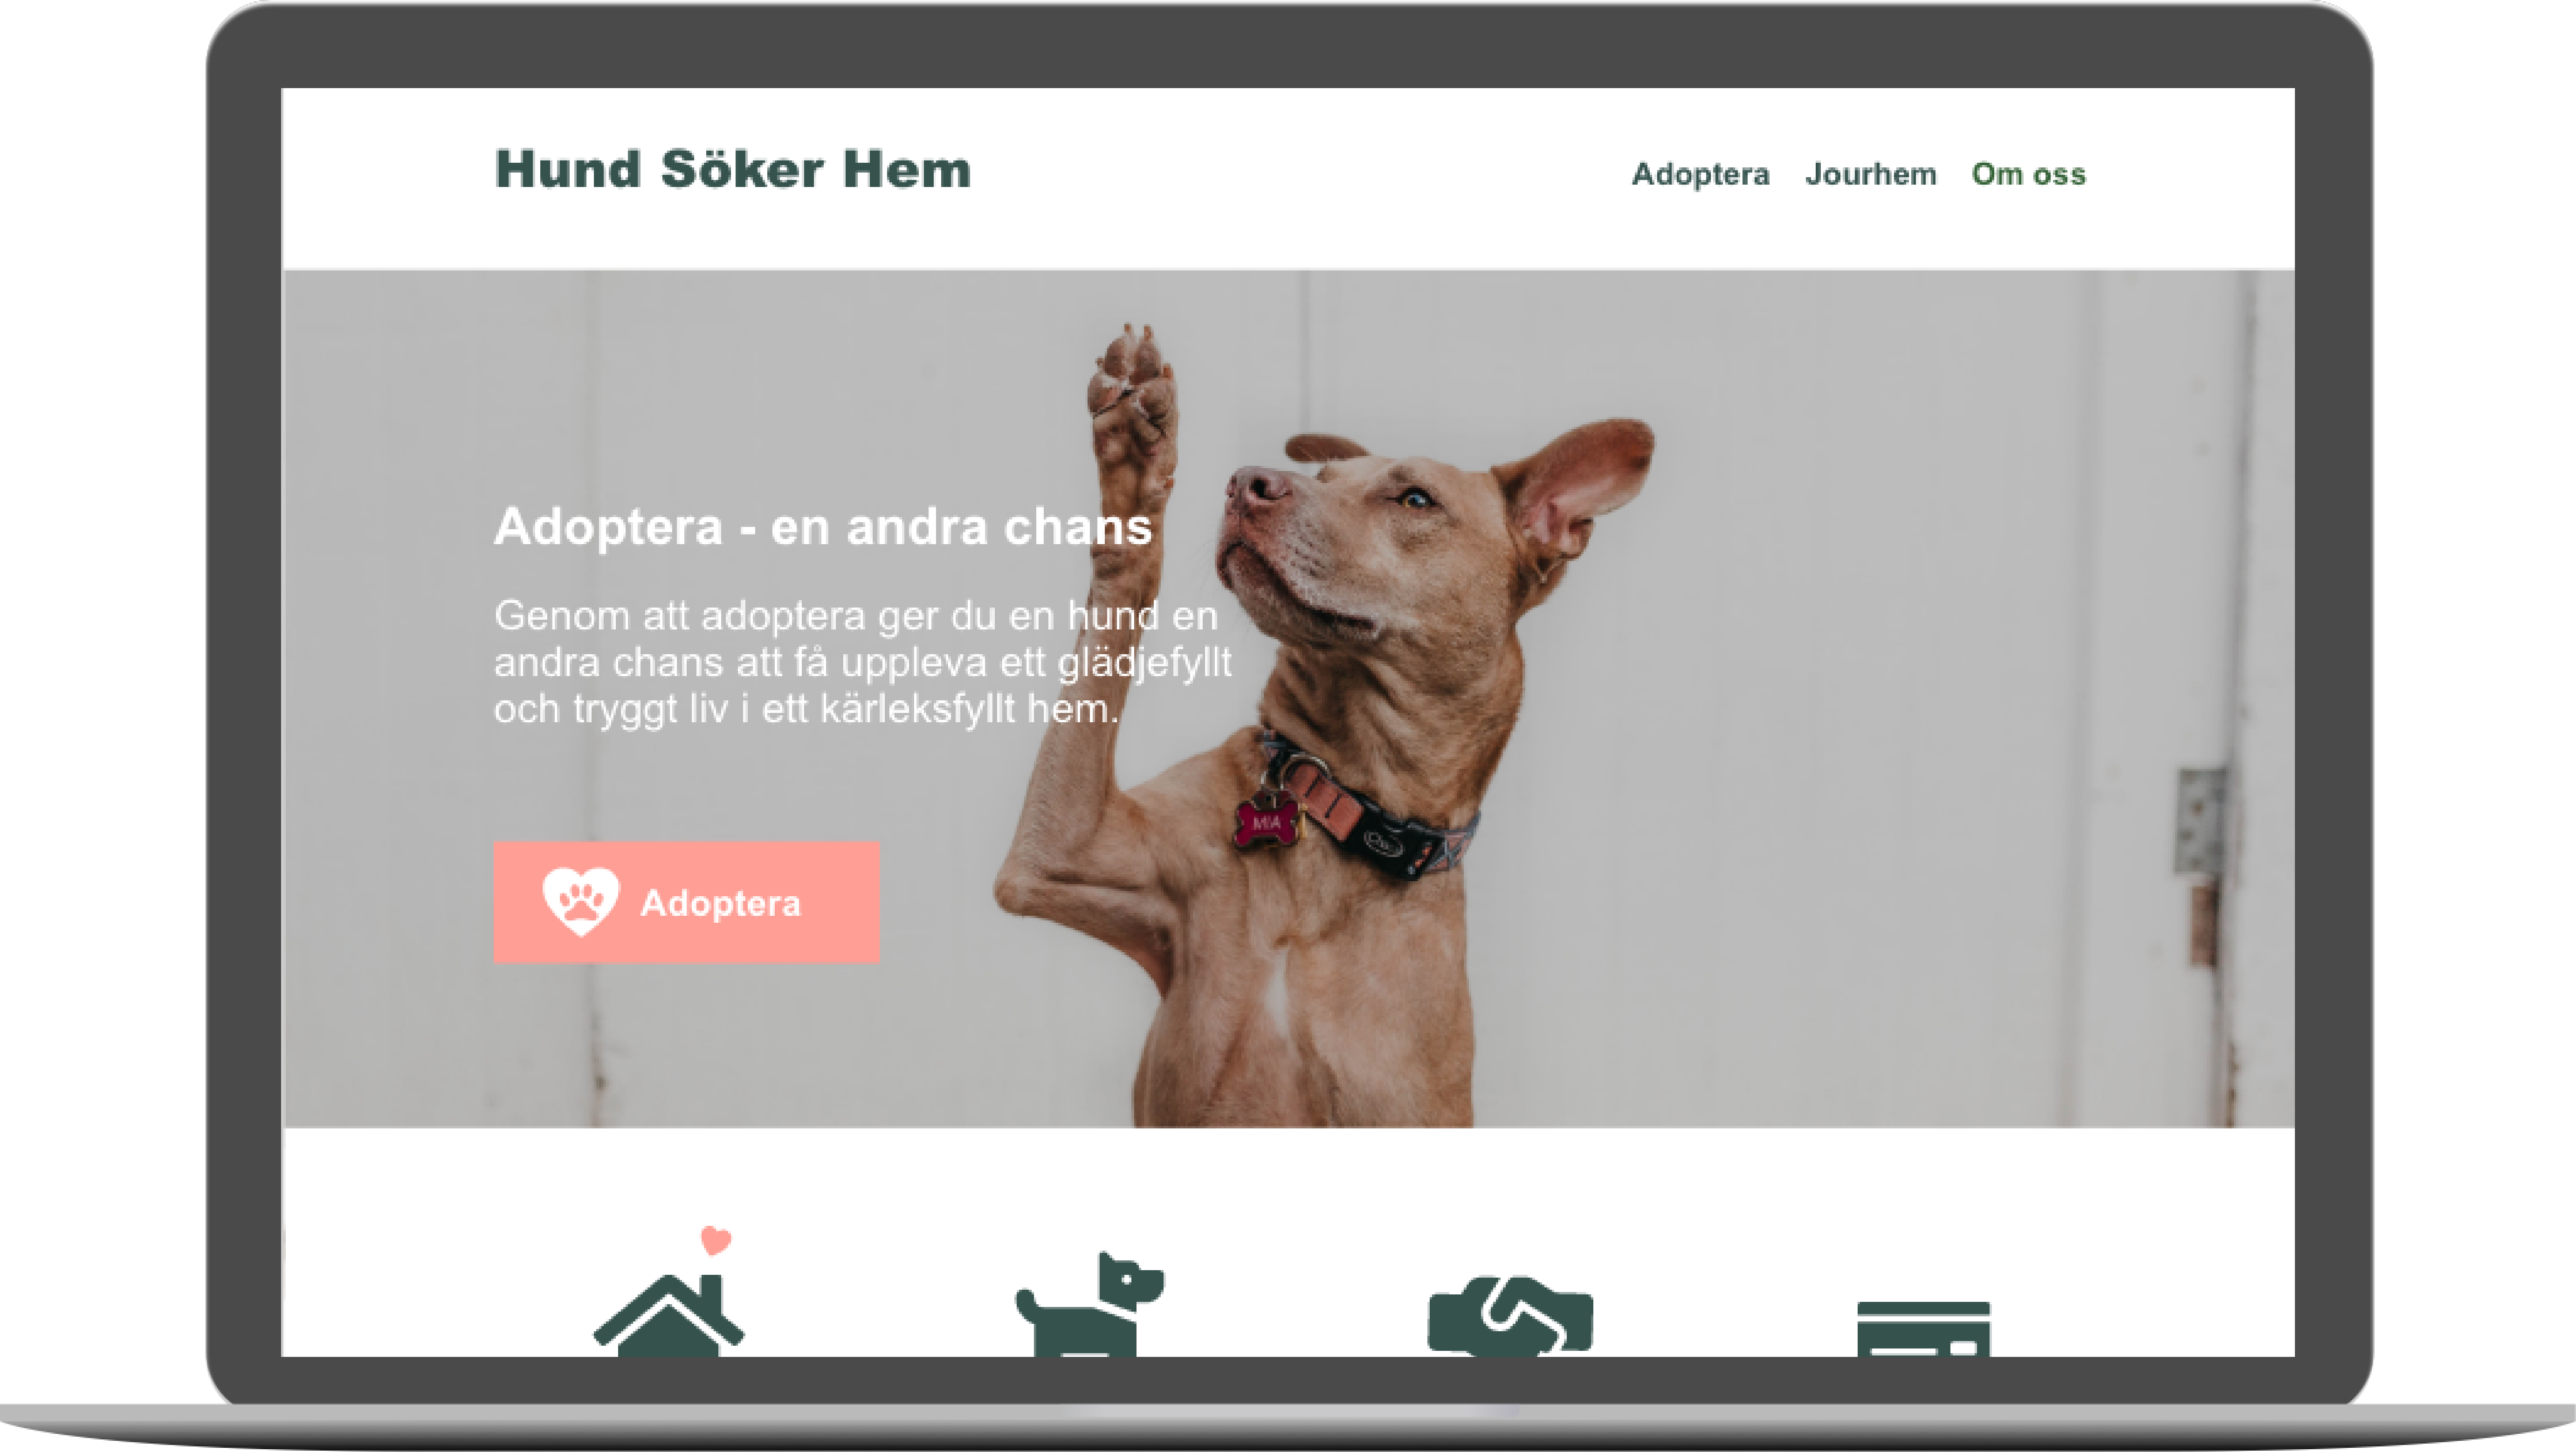 Hund Söker Hem
Adoptera Jourhem Om oss
Adoptera - en andra chans
Genom att adoptera ger du en hund en
andra chans att få uppleva ett glädjefyllt
och tryggt liv i ett kärleksfyllt hem.
MIA
Adoptera